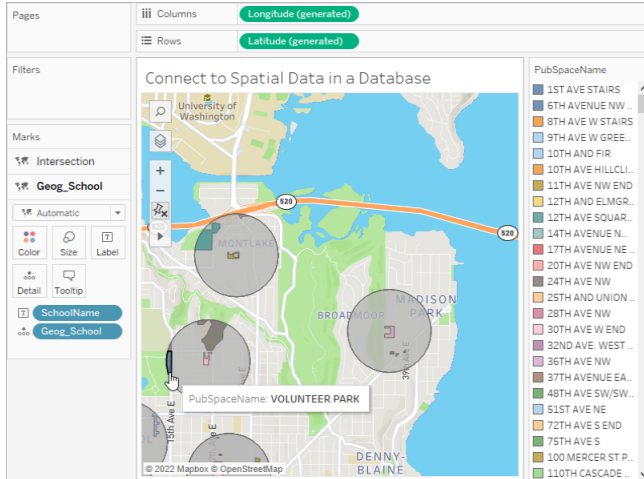 Pages
Columns
Longitude (generated)
Rows
Latitude (generated)
Filters
Marks
Intersection
Geog_School
Automatic
Color
Size
Label
Detail
Tooltip
SchoolName
Geog_School
Connect to Spatial Data in a Database
University of
Washington
520
520
MONTLAKE
BROADMOOR
MADISON
PARK
39th Ave E
15th Ave E
PubSpaceName: VOLUNTEER PARK
DENNY-
BLAINE
© 2022 Mapbox © OpenStreetMap
PubSpaceName
1ST AVE STAIRS
6TH AVENUE NW ..
8TH AVE W STAIRS
9TH AVE W GREE..
10TH AND FIR
10TH AVE HILLCLI..
11TH AVE NW END
12TH AND ELMGR..
12TH AVE SQUAR..
14TH AVENUE N..
17TH AVENUE NE ..
20TH AVE NW END
24TH AVE NW
25TH AND UNION ..
28TH AVE NW
30TH AVE W END
32ND AVE. WEST ..
36TH AVE NW
37TH AVENUE EA..
48TH AVE SW/SW..
51ST AVE NE
72TH AVE S END
75TH AVE S
100 MERCER ST P..
110TH CASCADE ..